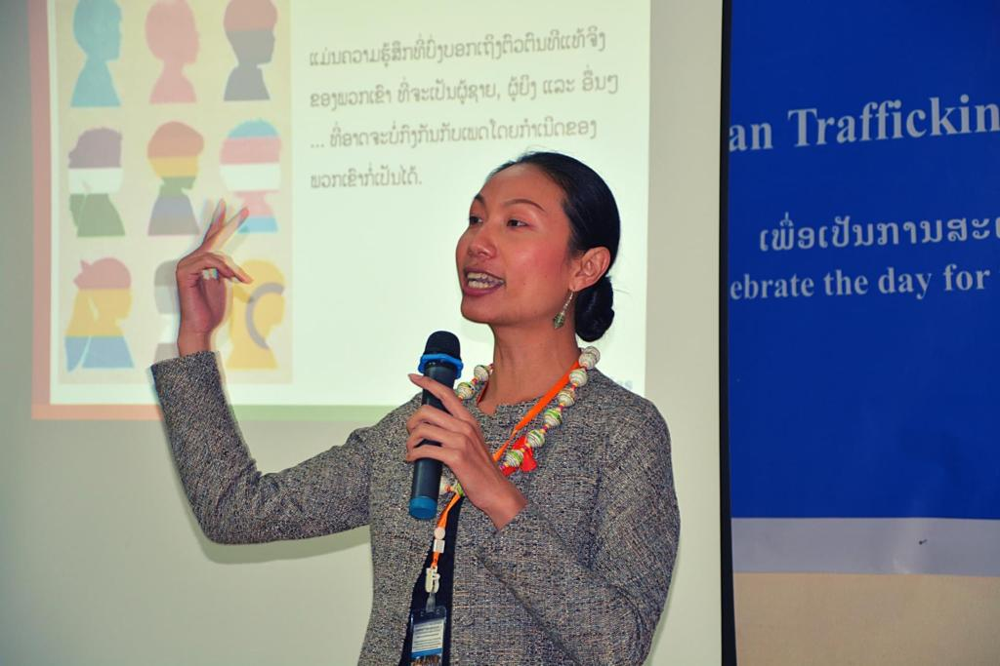 ແມ່ນຄວາມຮູ້ສຶກທີ່ບົ່ງບອກເຖິງຕົວຕົນທີແທ້ຈິງ
ຂອງພວກເຂົາ ທີ່ຈະເປັນຜູ້ຊາຍ, ຜູ້ຍິງ ແລະ ອື່ນໆ
... ທີ່ອາດຈະບໍ່ກົງກັນກັບເພດໂດຍກຳເນີດຂອງ
ພວກເຂົາກໍ່ເປັນໄດ້.
an Traffickin
ເພື່ອເປັນການສະເ
ebrate the day for